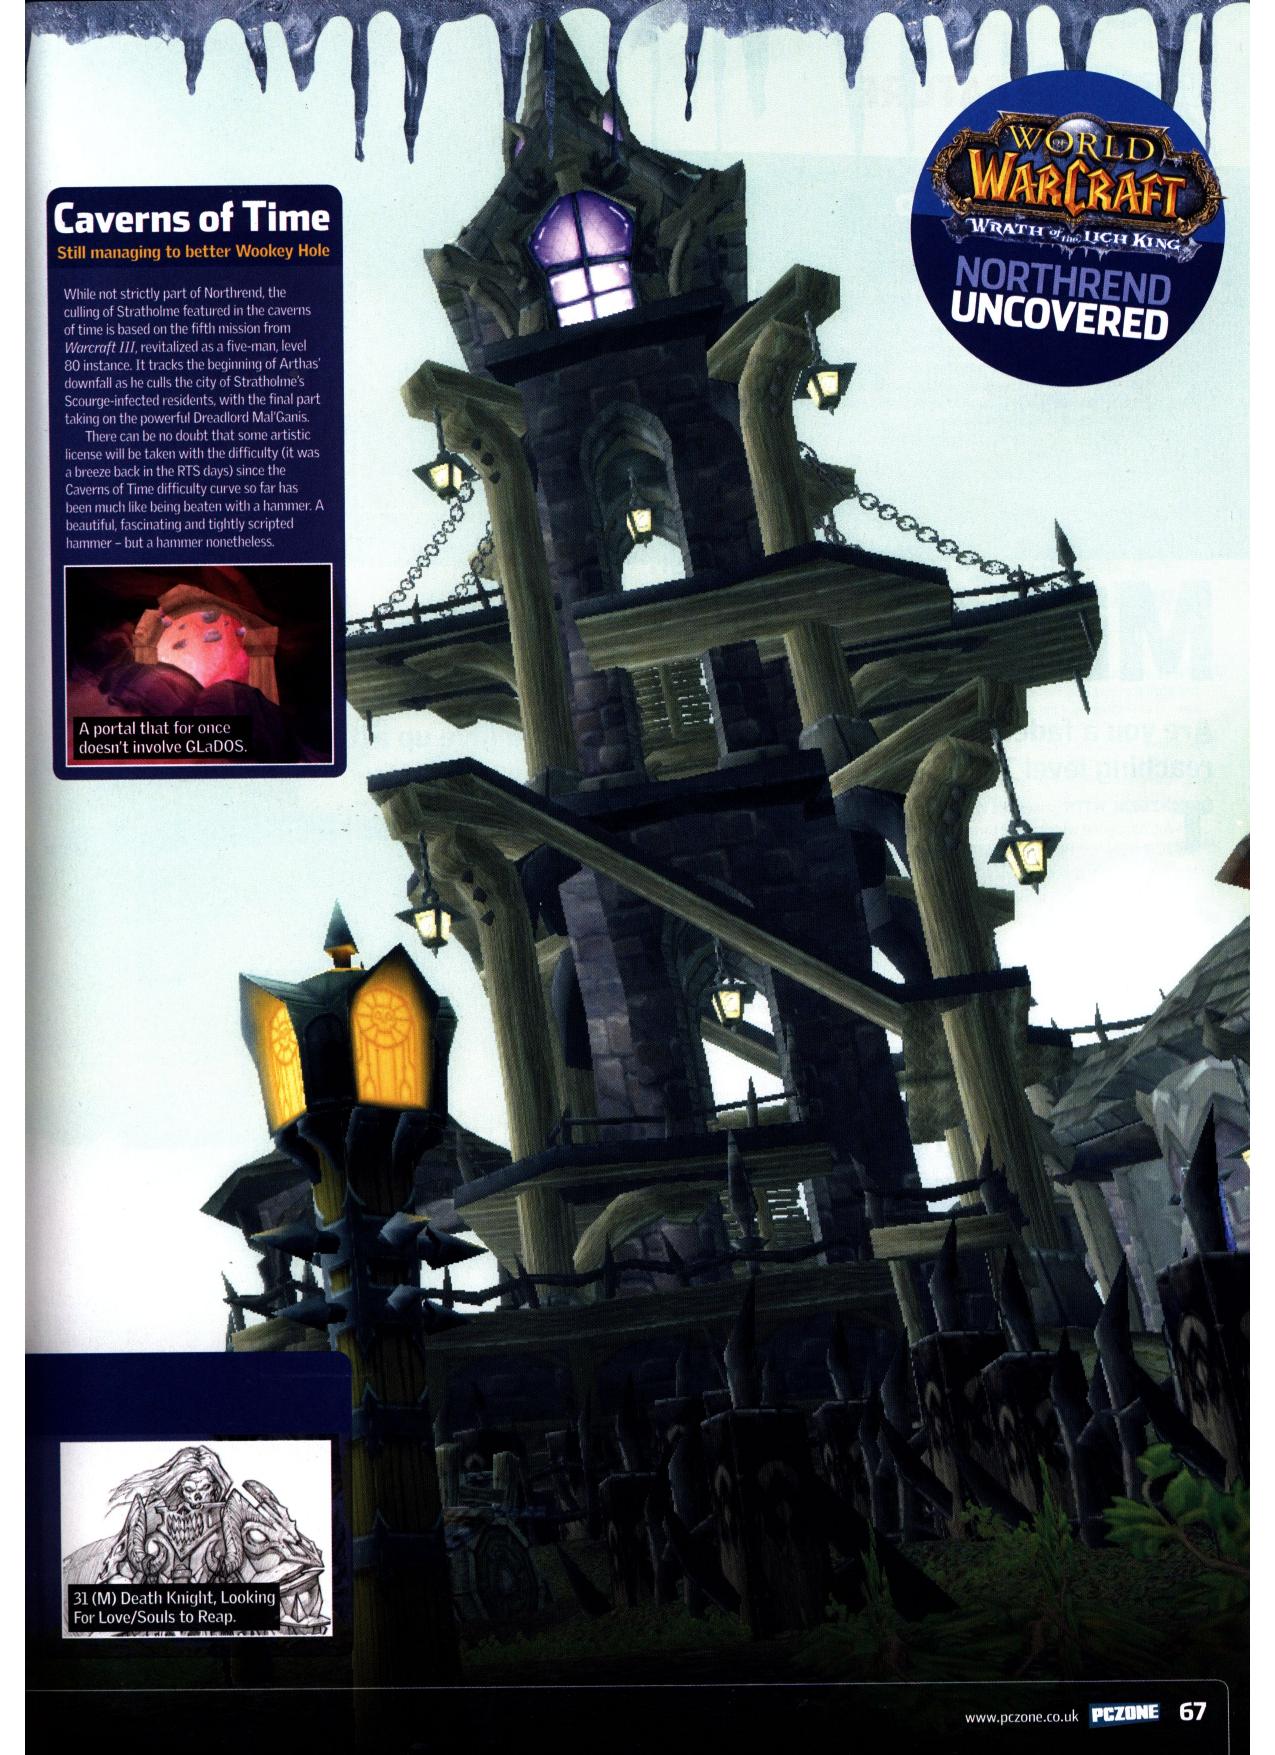 Caverns of Time
Still managing to better Wookey Hole
While not strictly part of Northrend, the
culling of Stratholme featured in the caverns
of time is based on the fifth mission from
Warcraft III, revitalized as a five-man, level
80 instance. It tracks the beginning of Arthas'
downfall as he culls the city of Stratholme's
Scourge-infected residents, with the final part
taking on the powerful Dreadlord Mal'Ganis.
There can be no doubt that some artistic
license will be taken with the difficulty (it was
a breeze back in the RTS days) since the
Caverns of Time difficulty curve so far has
been much like being beaten with a hammer. A
beautiful, fascinating and tightly scripted
hammer – but a hammer nonetheless.
A portal that for once
doesn't involve GLaDOS.
WORLD
OF
WARCRAFT
WRATH of the LICH KING
NORTHREND
UNCOVERED
31 (M) Death Knight, Looking
For Love/Souls to Reap.
www.pczone.co.uk PCZONE 67